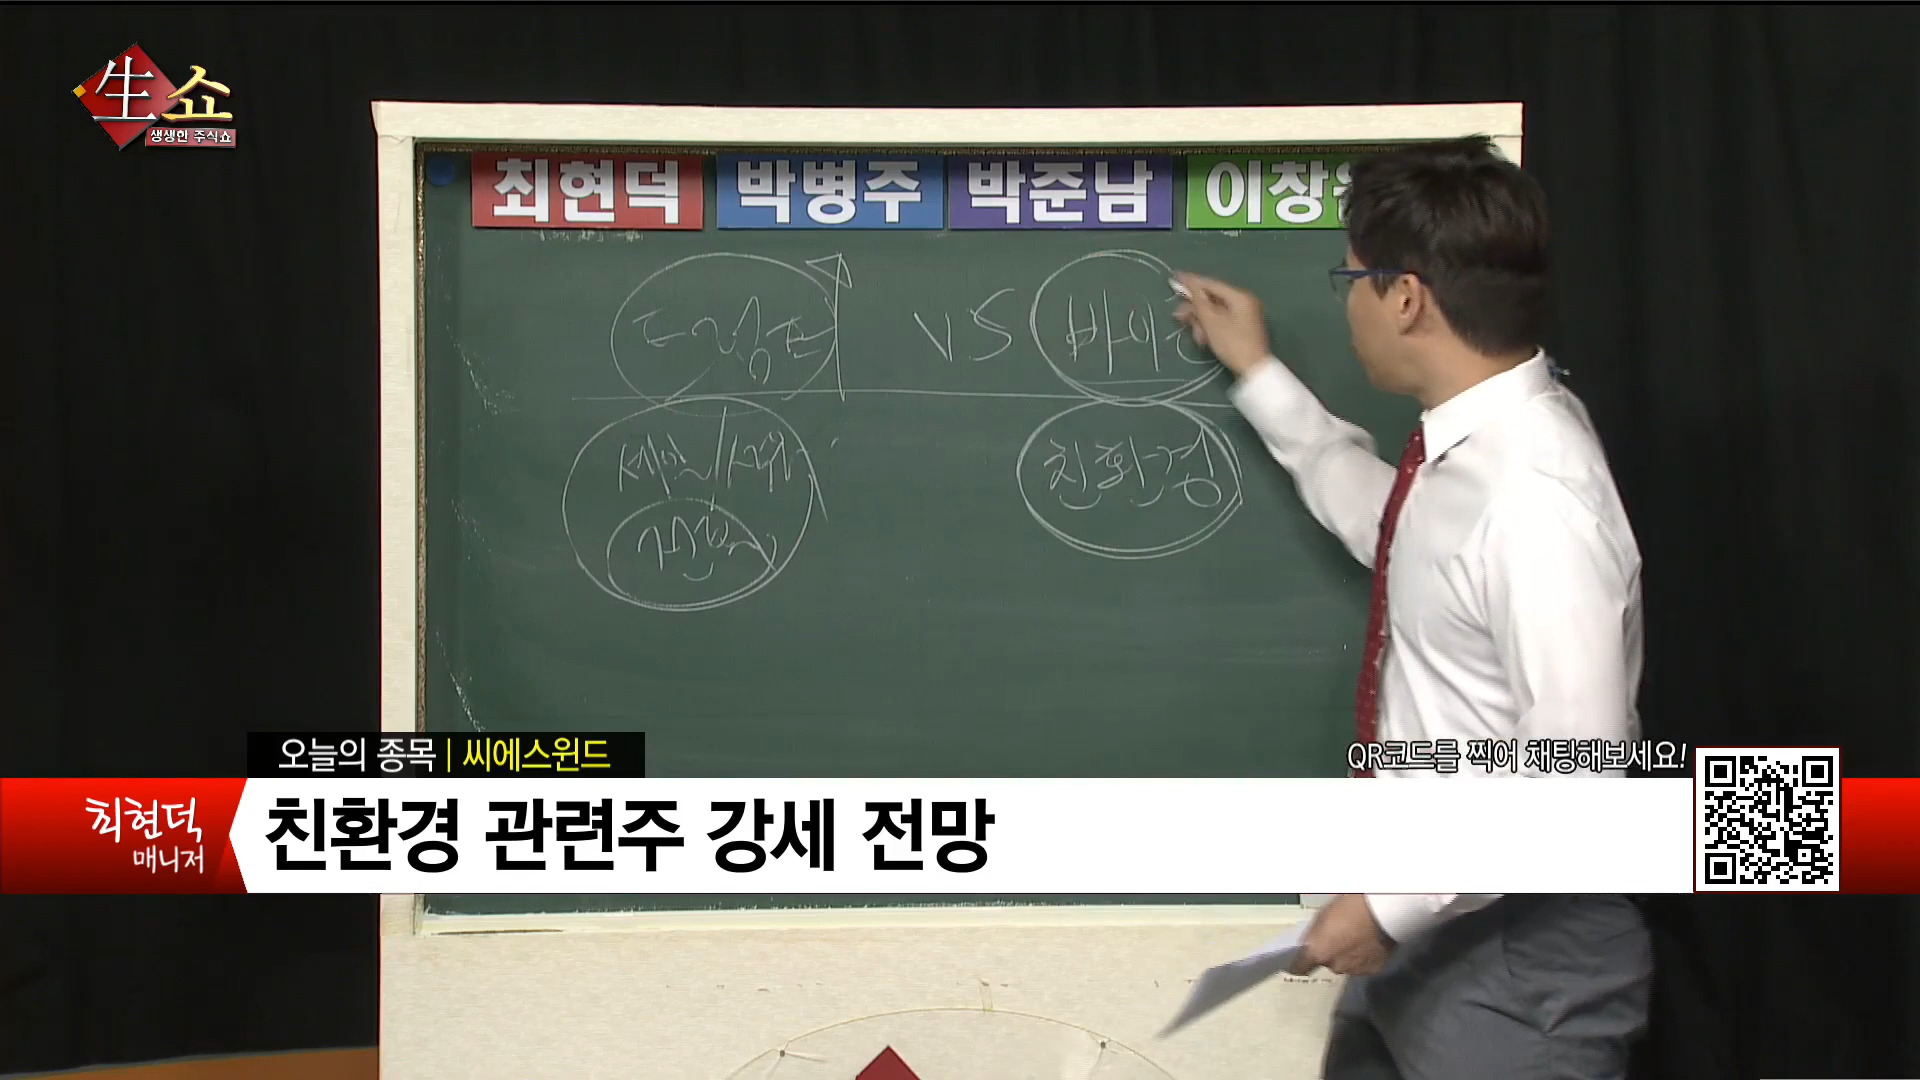 生쇼
생생한 주식쇼
최현덕 박병주 박준남 이창
VS
친환경
오늘의 종목 | 씨에스윈드
QR코드를 찍어 채팅해보세요!
최현덕
매니저
친환경 관련주 강세 전망